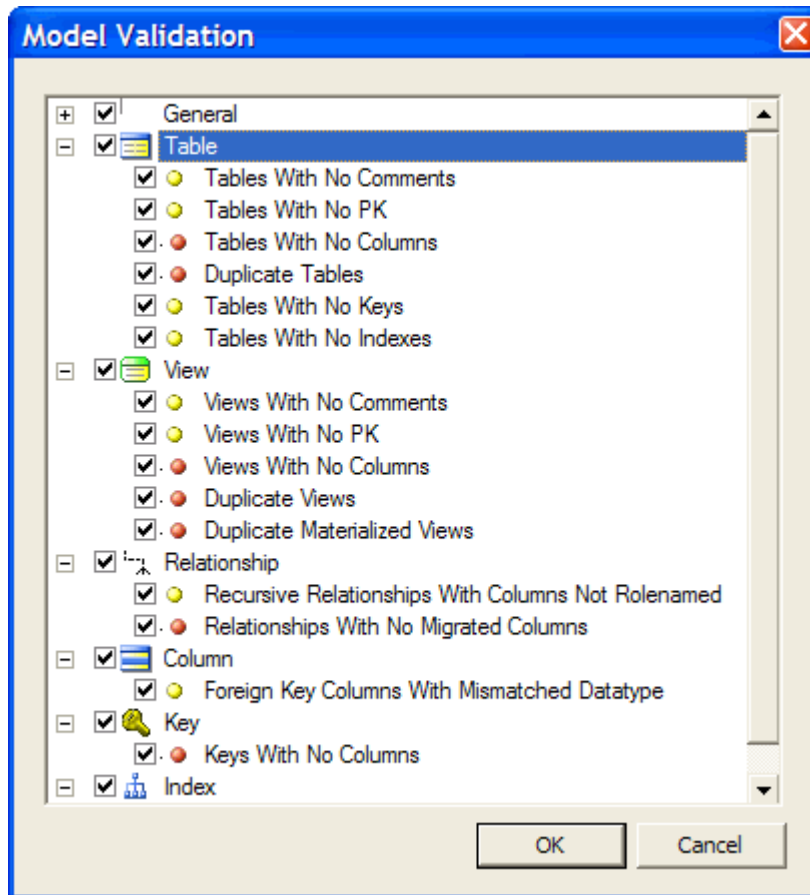 Model Validation
General
Table
Tables With No Comments
Tables With No PK
Tables With No Columns
Duplicate Tables
Tables With No Keys
Tables With No Indexes
View
Views With No Comments
Views With No PK
Views With No Columns
Duplicate Views
Duplicate Materialized Views
Relationship
Recursive Relationships With Columns Not Rolenamed
Relationships With No Migrated Columns
Column
Foreign Key Columns With Mismatched Datatype
Key
Keys With No Columns
Index
OK Cancel